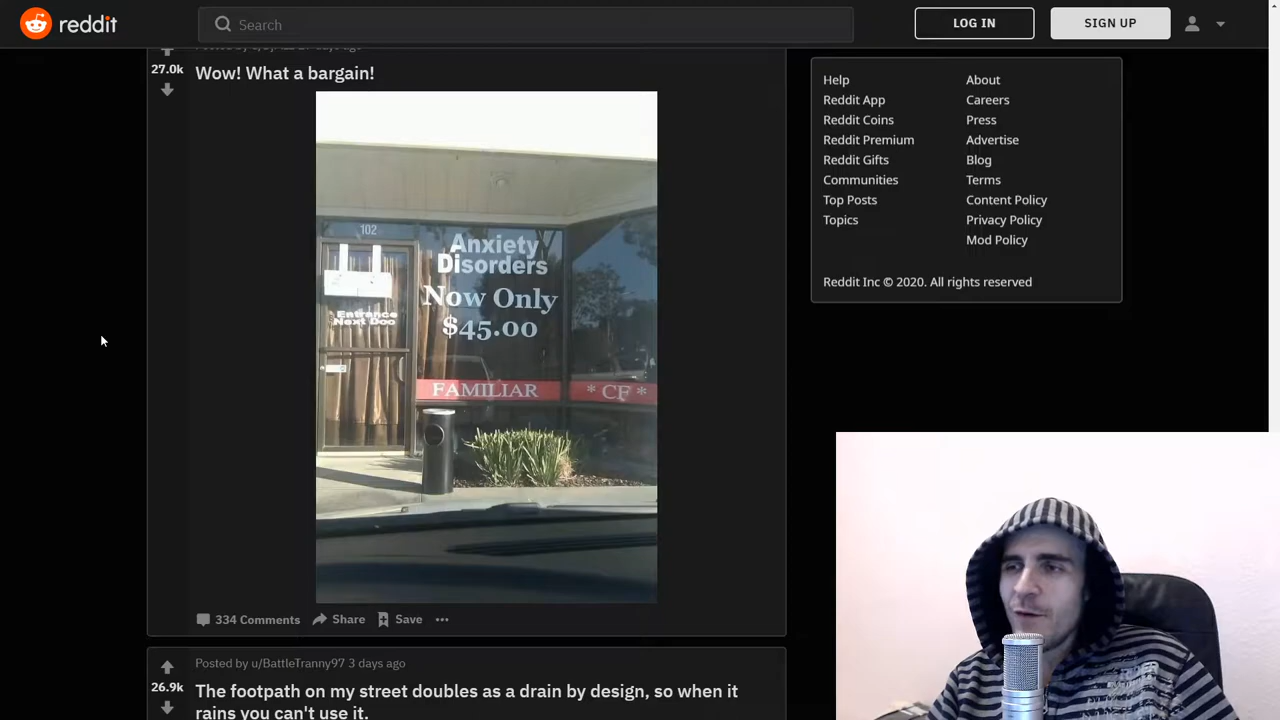 reddit
Search
LOG IN
SIGN UP
27.0k
Wow! What a bargain!
102
Anxiety
Disorders
Now Only
$45.00
Entrance
Next Doo
FAMILIAR
* CF *
334 Comments
Share
Save
Help
About
Reddit App
Careers
Reddit Coins
Press
Reddit Premium
Advertise
Reddit Gifts
Blog
Communities
Terms
Top Posts
Content Policy
Topics
Privacy Policy
Mod Policy
Reddit Inc © 2020. All rights reserved
Posted by u/BattleTranny97 3 days ago
26.9k
The footpath on my street doubles as a drain by design, so when it
rains you can't use it.